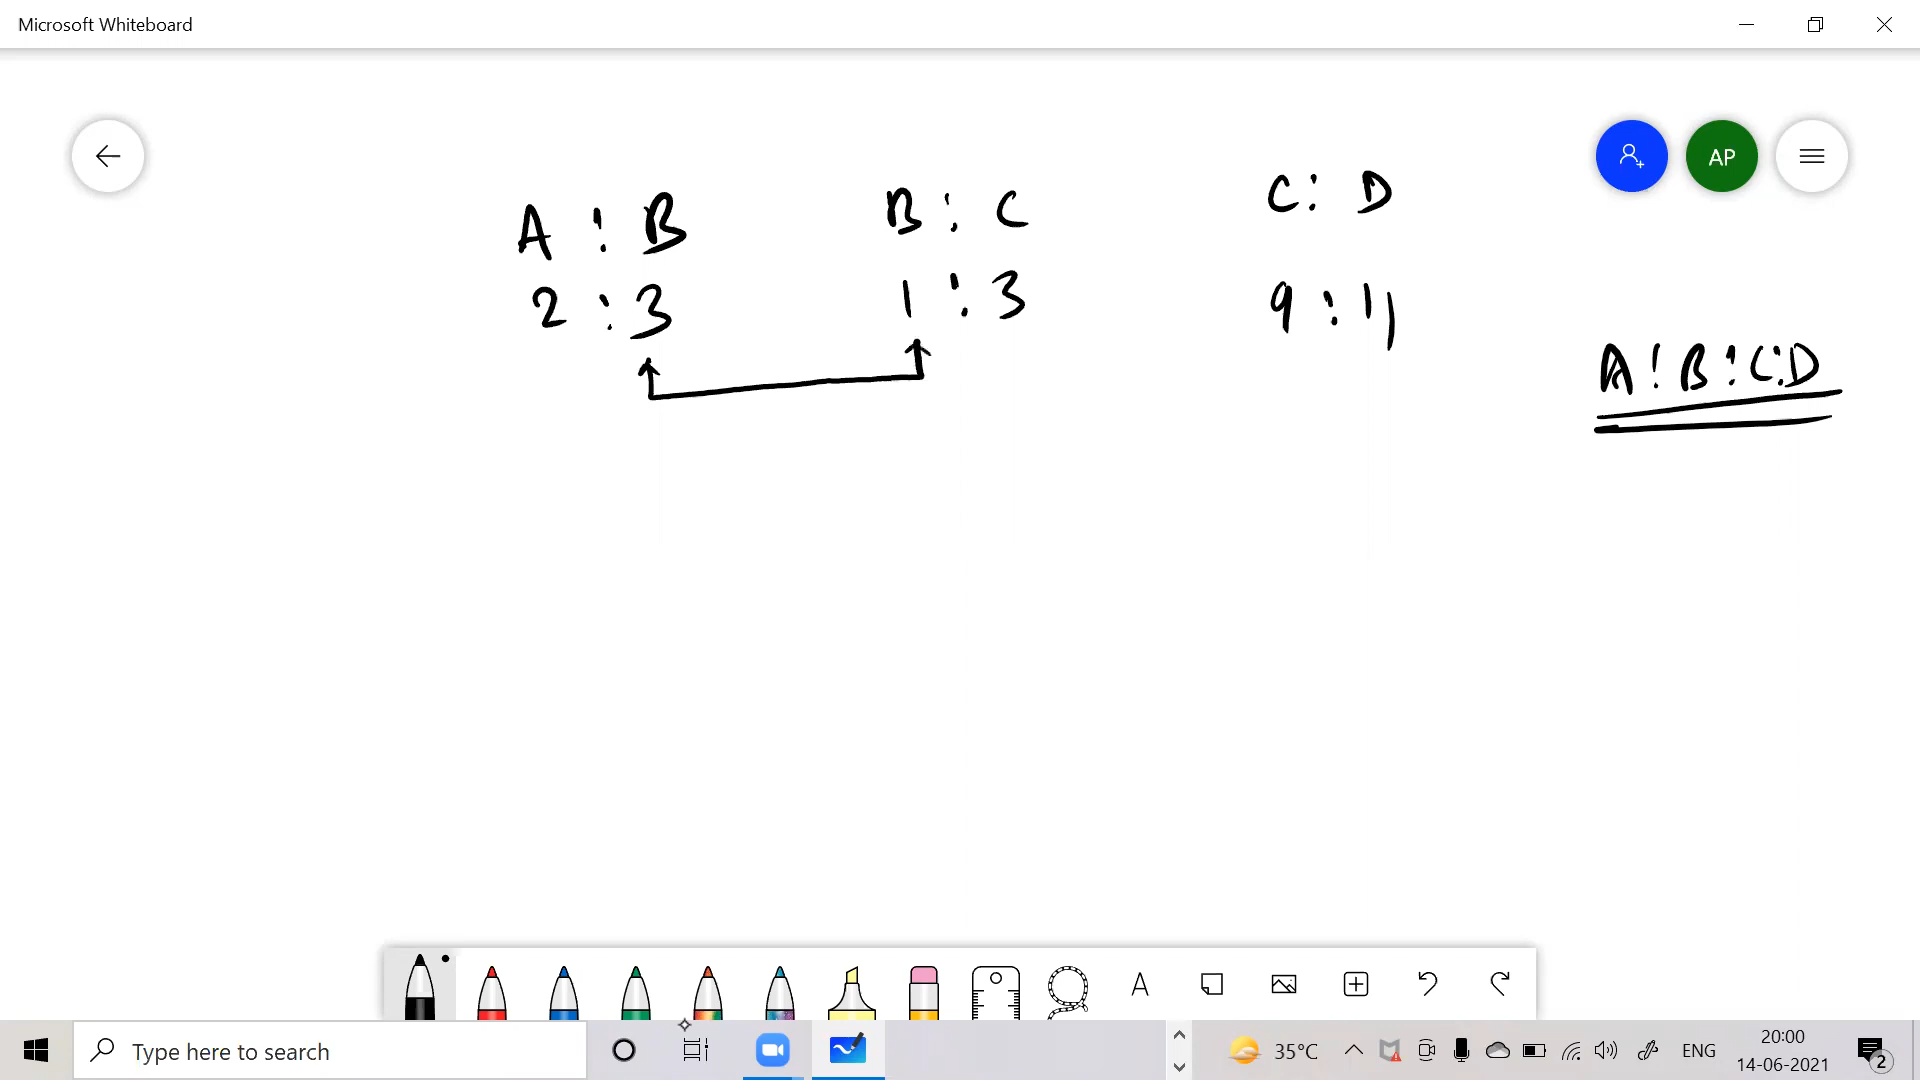 Microsoft Whiteboard
AP
A : B
B : C
C : D
2 : 3
1 : 3
9 : 11
A : B : C : D
A
Type here to search
35°C
ENG
20:00
14-06-2021
2